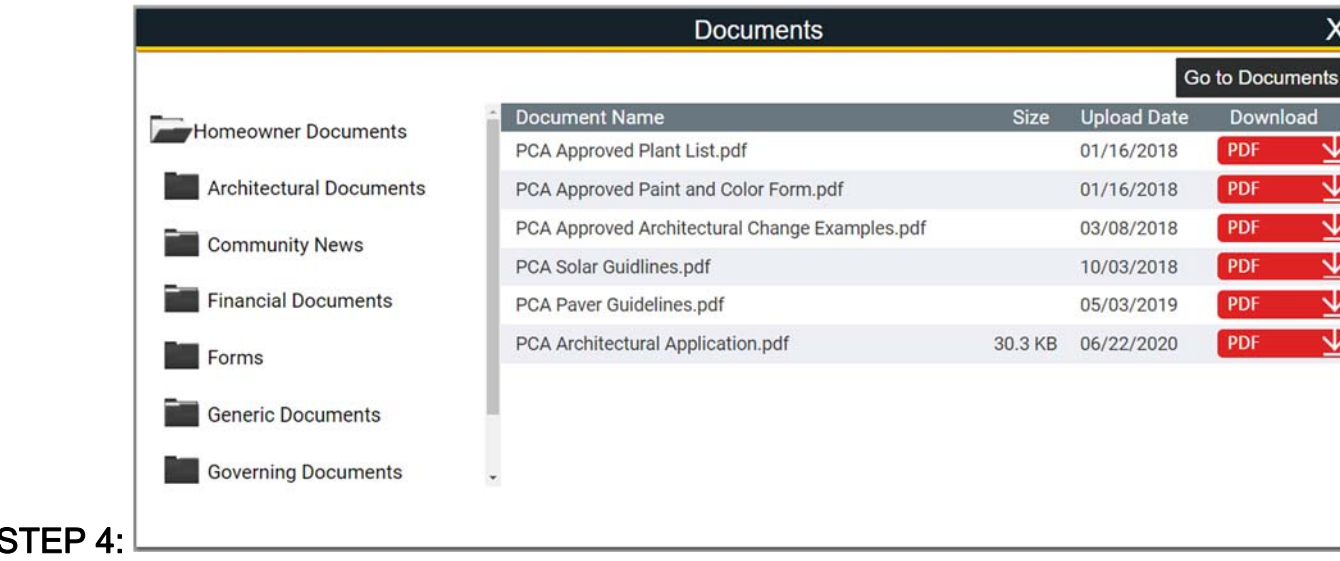 Documents X
Go to Documents
Homeowner Documents
Architectural Documents
Community News
Financial Documents
Forms
Generic Documents
Governing Documents
Document Name Size Upload Date Download
PCA Approved Plant List.pdf 01/16/2018 PDF
PCA Approved Paint and Color Form.pdf 01/16/2018 PDF
PCA Approved Architectural Change Examples.pdf 03/08/2018 PDF
PCA Solar Guidlines.pdf 10/03/2018 PDF
PCA Paver Guidelines.pdf 05/03/2019 PDF
PCA Architectural Application.pdf 30.3 KB 06/22/2020 PDF
STEP 4: